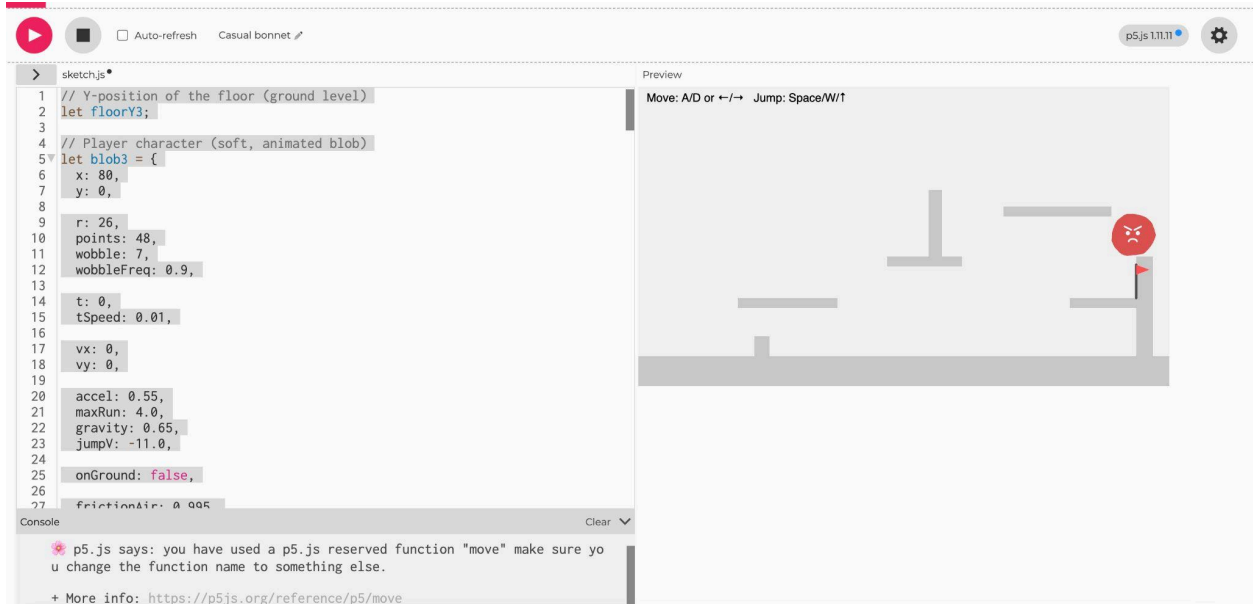 Auto-refresh
Casual bonnet
p5.js 1.11.11
sketch.js
Preview
1 // Y-position of the floor (ground level)
2 let floorY3;
3
4 // Player character (soft, animated blob)
5 let blob3 = {
6 x: 80,
7 y: 0,
8
9 r: 26,
10 points: 48,
11 wobble: 7,
12 wobbleFreq: 0.9,
13
14 t: 0,
15 tSpeed: 0.01,
16
17 vx: 0,
18 vy: 0,
19
20 accel: 0.55,
21 maxRun: 4.0,
22 gravity: 0.65,
23 jumpV: -11.0,
24
25 onGround: false,
26
27 frictionAir: 0.995
Move: A/D or ←/→ Jump: Space/W/↑
Console
Clear
🌸 p5.js says: you have used a p5.js reserved function "move" make sure yo
u change the function name to something else.
+ More info: https://p5js.org/reference/p5/move